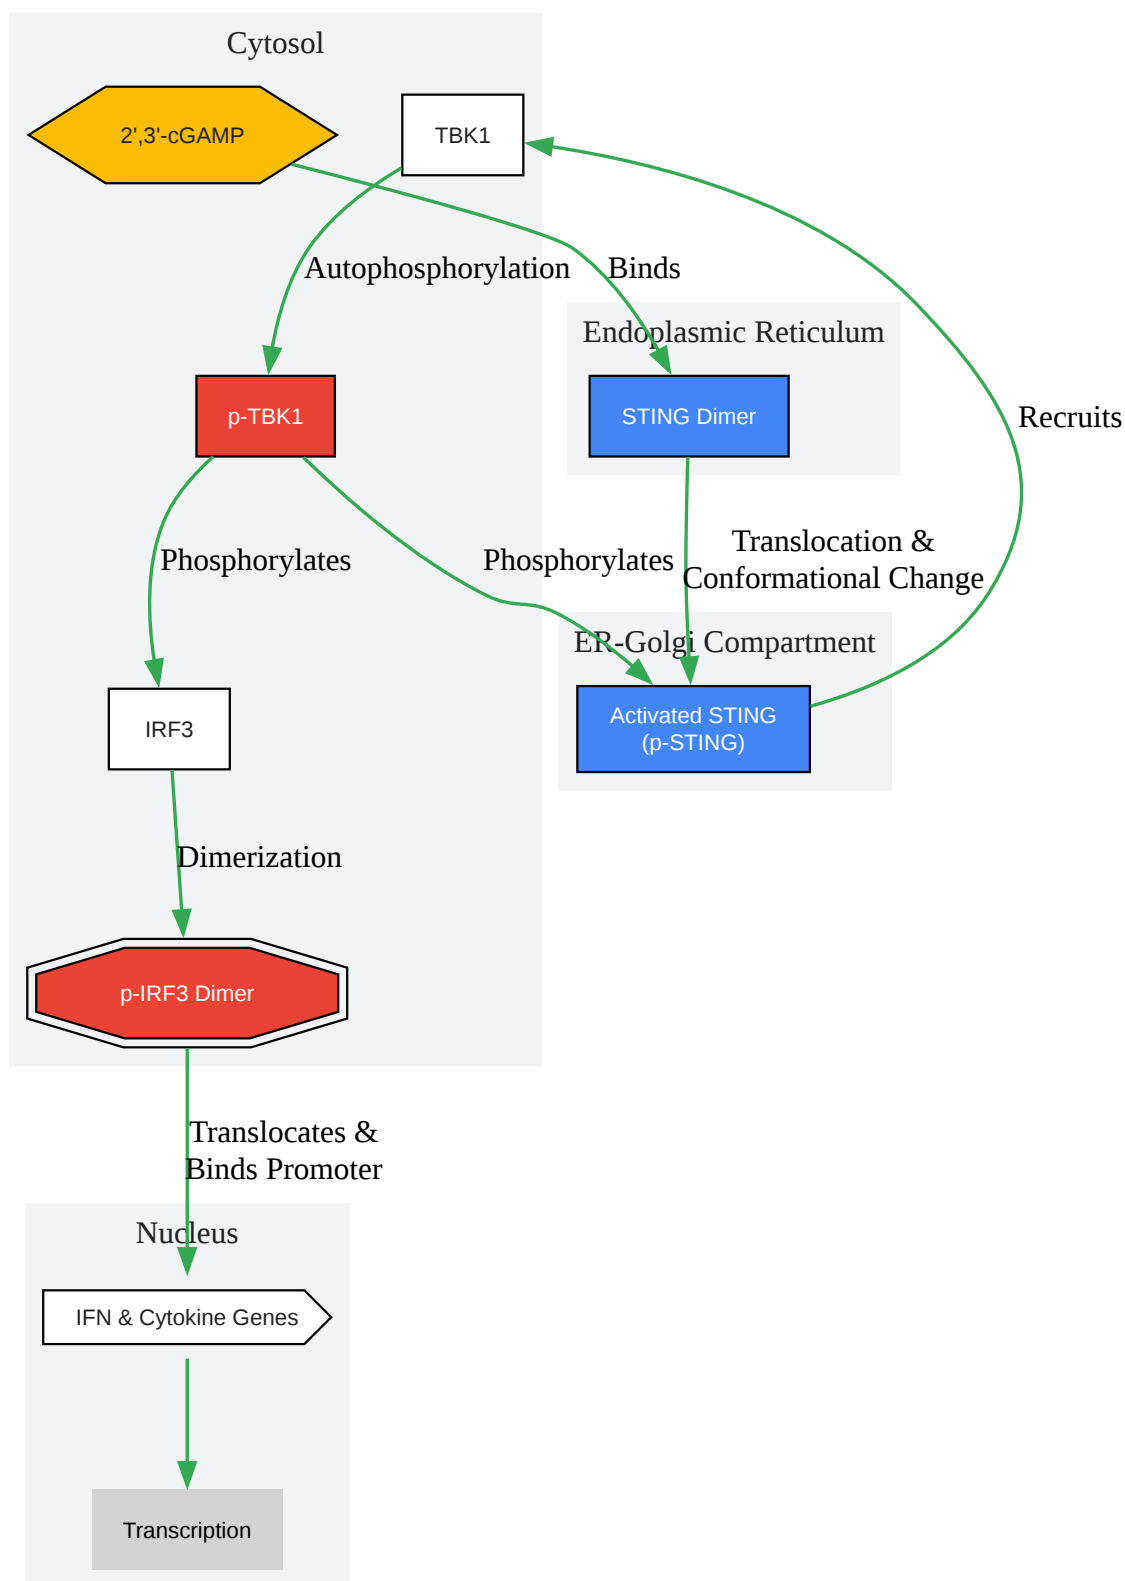 Cytosol
2',3'-cGAMP
TBK1
Autophosphorylation
Binds
Endoplasmic Reticulum
p-TBK1
STING Dimer
Recruits
Phosphorylates
Phosphorylates
Translocation &
Conformational Change
ER-Golgi Compartment
IRF3
Activated STING
(p-STING)
Dimerization
p-IRF3 Dimer
Translocates &
Binds Promoter
Nucleus
IFN & Cytokine Genes
Transcription